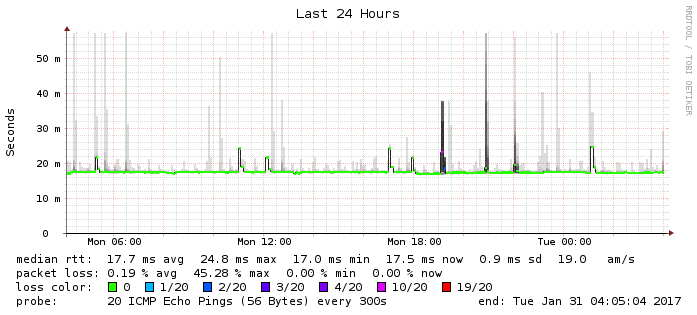 Last 24 Hours
RRDTOOL / TOBI OETIKER
Seconds
50 m
40 m
30 m
20 m
10 m
0
Mon 06:00 Mon 12:00 Mon 18:00 Tue 00:00
median rtt: 17.7 ms avg 24.8 ms max 17.0 ms min 17.5 ms now 0.9 ms sd 19.0 am/s
packet loss: 0.19 % avg 45.28 % max 0.00 % min 0.00 % now
loss color: 0 1/20 2/20 3/20 4/20 10/20 19/20
probe: 20 ICMP Echo Pings (56 Bytes) every 300s end: Tue Jan 31 04:05:04 2017